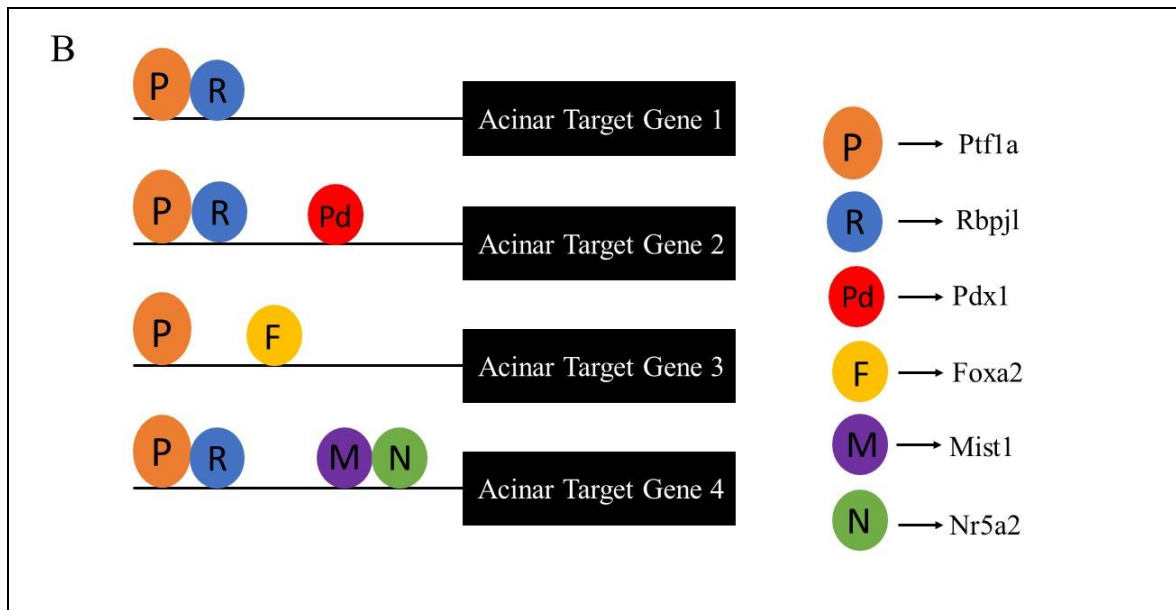 B
P R
Acinar Target Gene 1
P R Pd
Acinar Target Gene 2
P F
Acinar Target Gene 3
P R M N
Acinar Target Gene 4
P Ptf1a
R Rbpjl
Pd Pdx1
F Foxa2
M Mist1
N Nr5a2